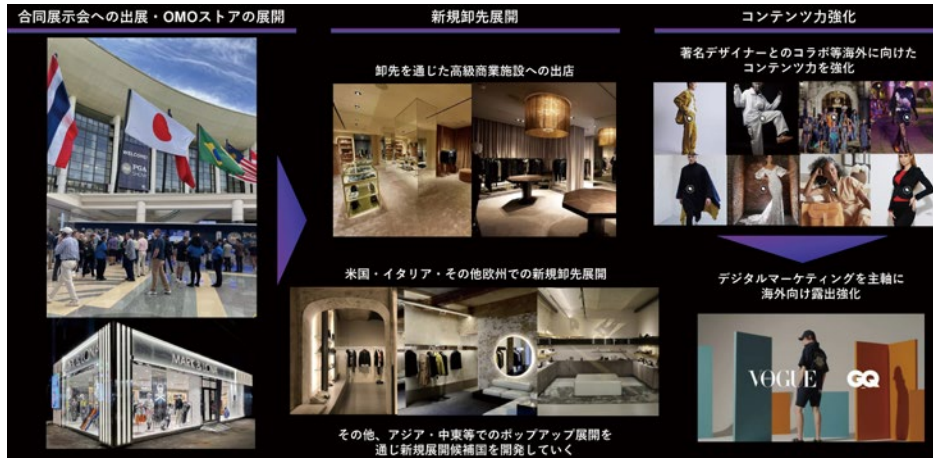 合同展示会への出展・OMOストアの展開
新規卸先展開
コンテンツ力強化
卸先を通じた高級商業施設への出店
著名デザイナーとのコラボ等海外に向けた
コンテンツ力を強化
WELCOME
PGA
米国・イタリア・その他欧州での新規卸先展開
デジタルマーケティングを主軸に
海外向け露出強化
VOGUE
GQ
その他、アジア・中東等でのポップアップ展開を
通じ新規展開候補国を開発していく